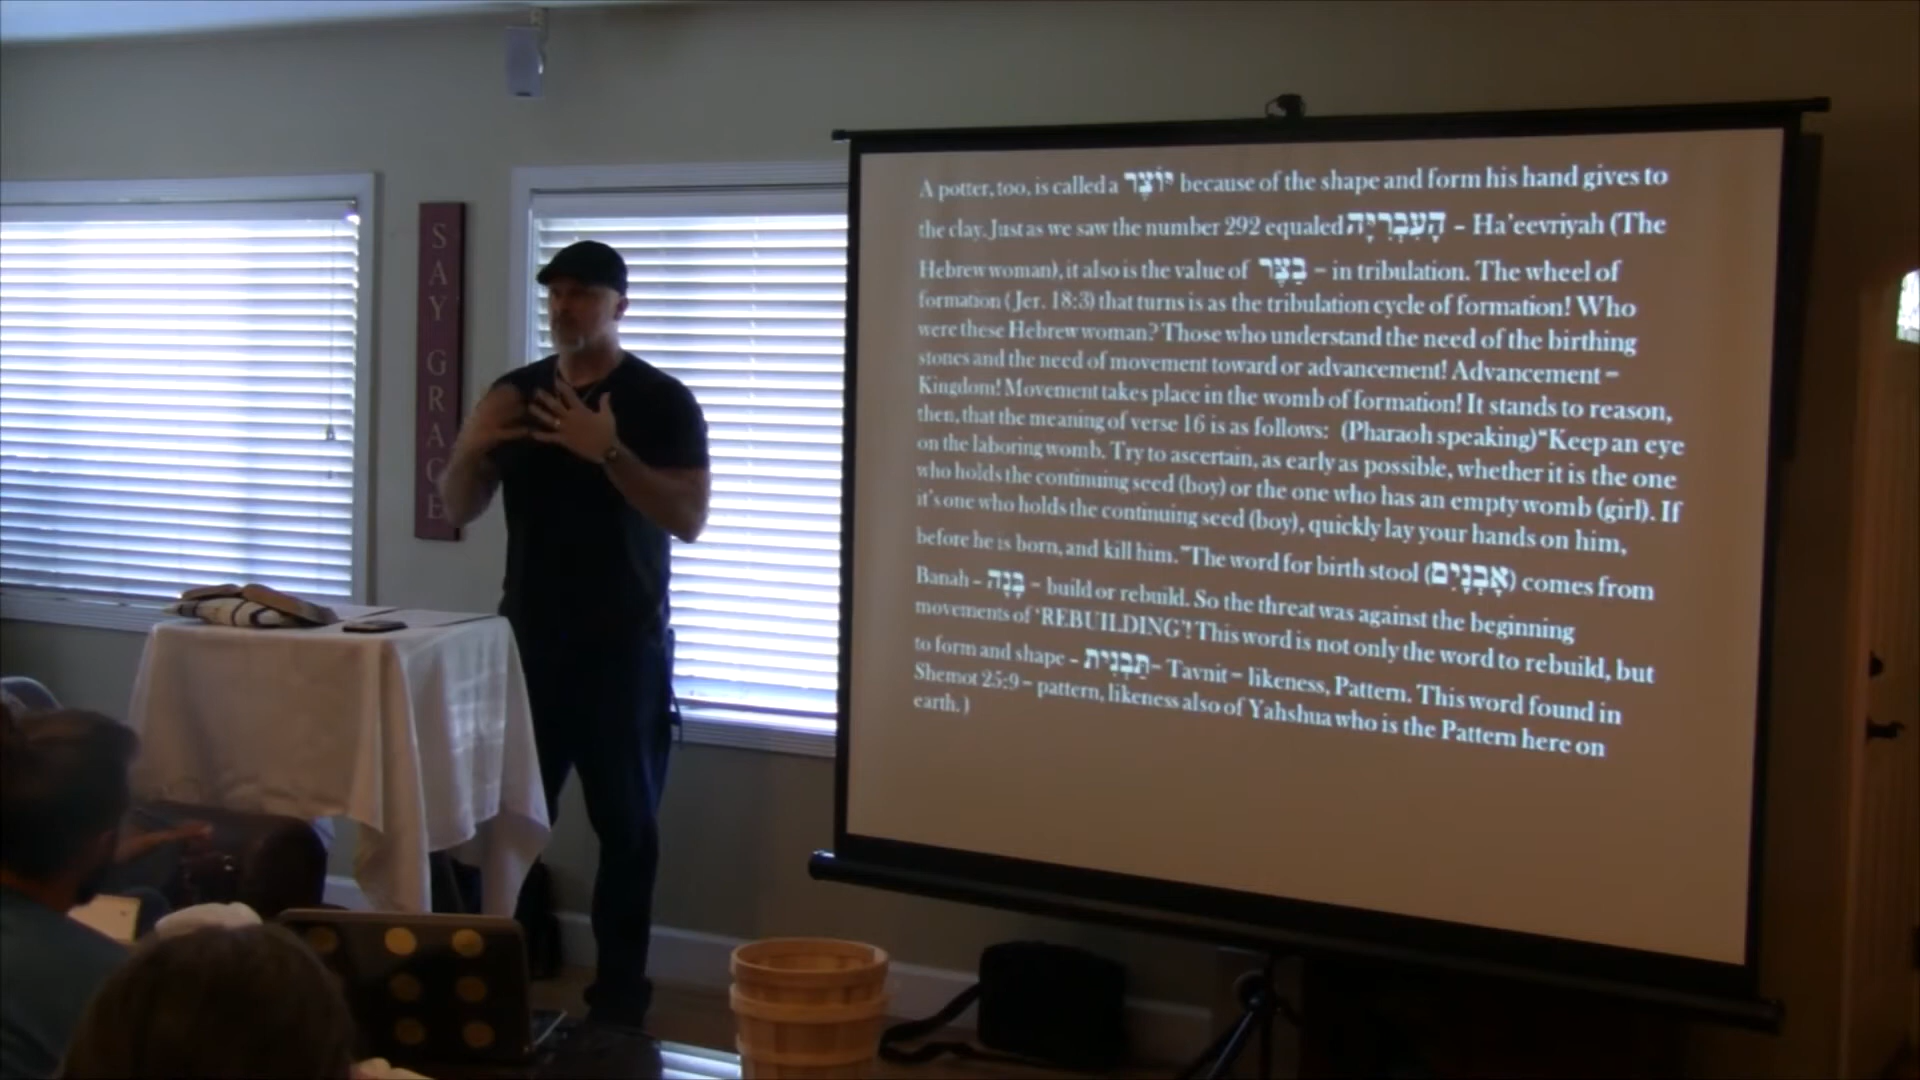 SAY GRACE
A potter, too, is called a יוֹצֵר because of the shape and form his hand gives to
the clay. Just as we saw the number 292 equaled הָעִבְרִיָּה – Ha'eevriyah (The
Hebrew woman), it also is the value of בַּצַּר – in tribulation. The wheel of
formation (Jer. 18:3) that turns is as the tribulation cycle of formation! Who
were these Hebrew woman? Those who understand the need of the birthing
stones and the need of movement toward or advancement! Advancement –
Kingdom! Movement takes place in the womb of formation! It stands to reason,
then, that the meaning of verse 16 is as follows: (Pharaoh speaking)“Keep an eye
on the laboring womb. Try to ascertain, as early as possible, whether it is the one
who holds the continuing seed (boy) or the one who has an empty womb (girl). If
it's one who holds the continuing seed (boy), quickly lay your hands on him,
before he is born, and kill him.”The word for birth stool (אָבְנָיִם) comes from
Banah – בָּנָה – build or rebuild. So the threat was against the beginning
movements of ‘REBUILDING’! This word is not only the word to rebuild, but
to form and shape – תַּבְנִית– Tavnit – likeness, Pattern. This word found in
Shemot 25:9 – pattern, likeness also of Yahshua who is the Pattern here on
earth. )